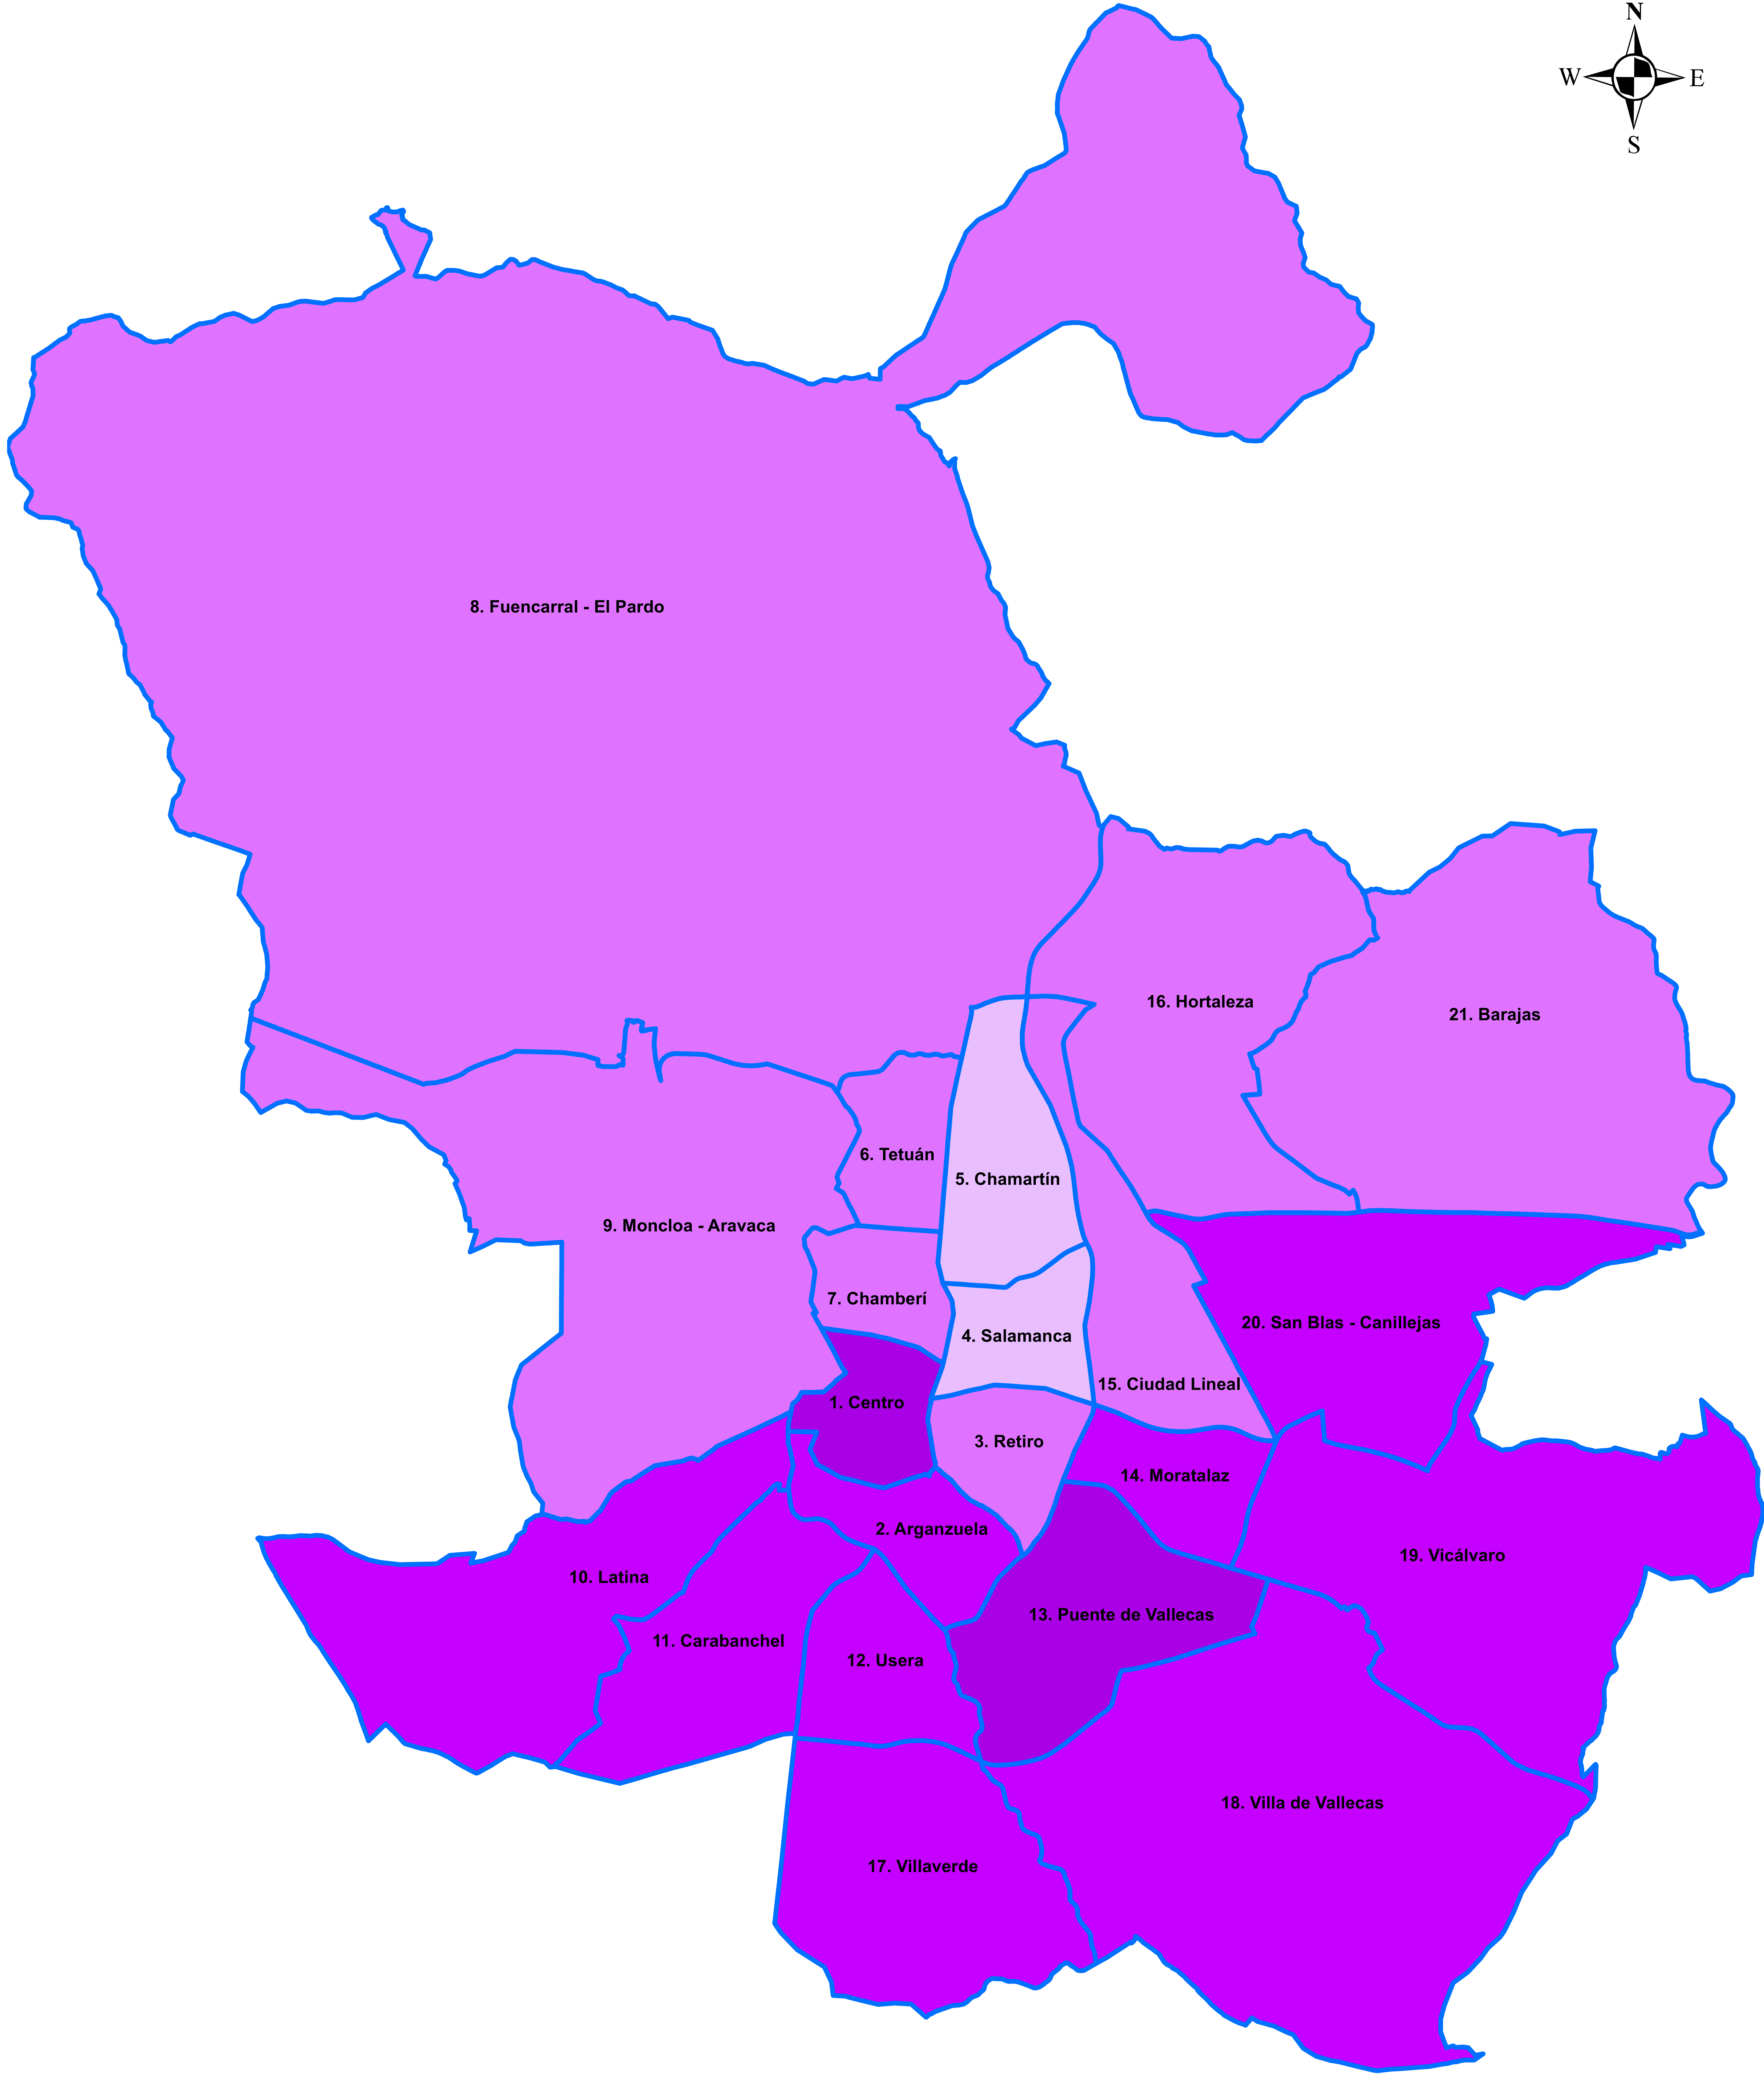 N
W
E
S
8. Fuencarral - El Pardo
16. Hortaleza
21. Barajas
6. Tetuán
5. Chamartín
9. Moncloa - Aravaca
7. Chamberí
4. Salamanca
20. San Blas - Canillejas
15. Ciudad Lineal
1. Centro
3. Retiro
14. Moratalaz
2. Arganzuela
19. Vicálvaro
10. Latina
13. Puente de Vallecas
11. Carabanchel
12. Usera
18. Villa de Vallecas
17. Villaverde